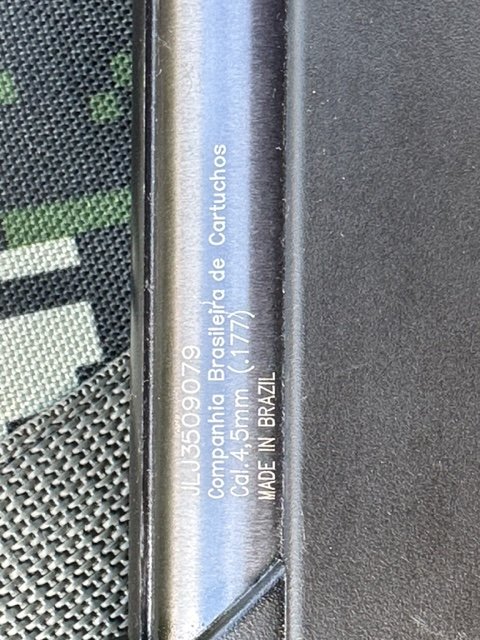 JLJ3509079
Companhia Brasileira de Cartuchos
Cal.4,5mm (.177)
MADE IN BRAZIL